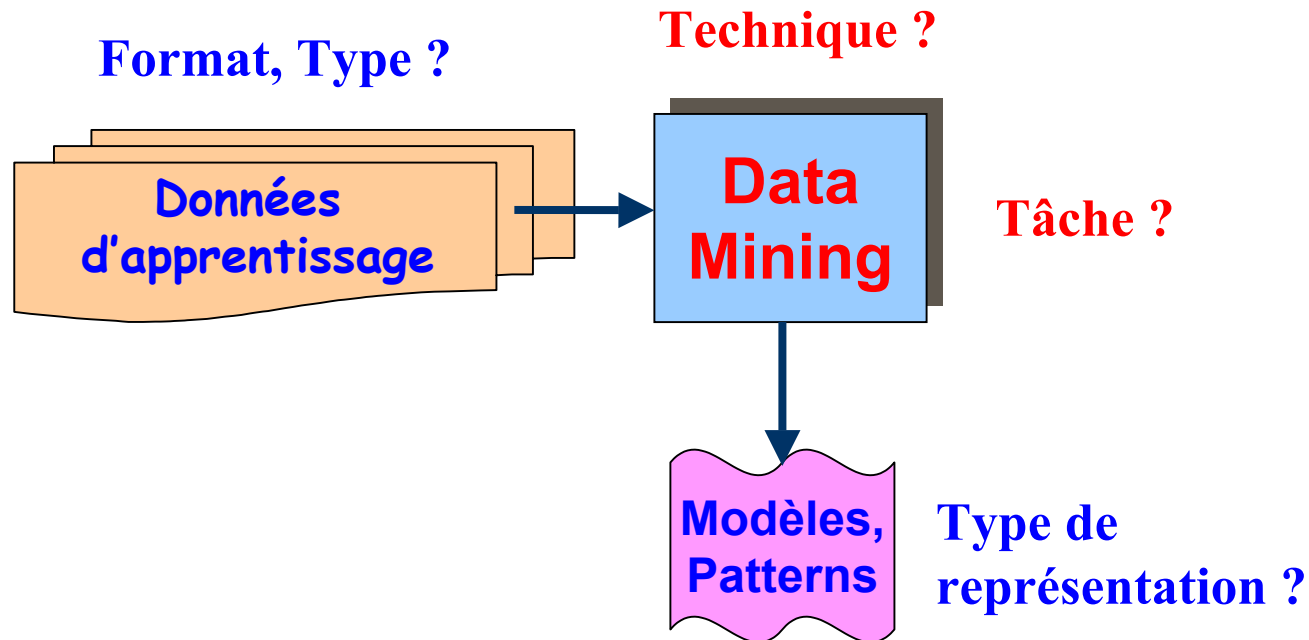 Technique ?
Format, Type ?
Données
d'apprentissage
Data
Mining
Tâche ?
Modèles,
Patterns
Type de
représentation ?